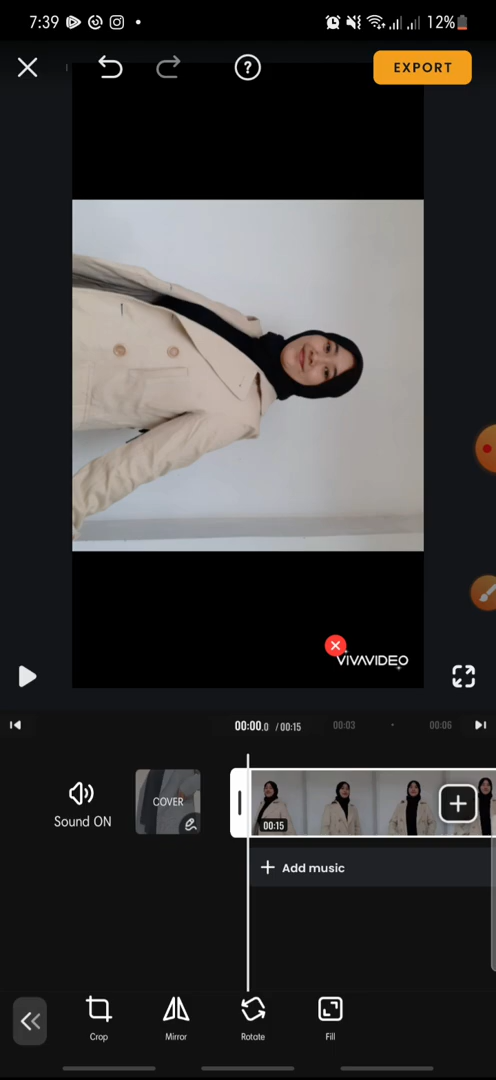 7:39
12%
EXPORT
VIVAVIDEO
00:00.0 / 00:15
00:03
00:06
Sound ON
COVER
00:15
Add music
Crop
Mirror
Rotate
Fill